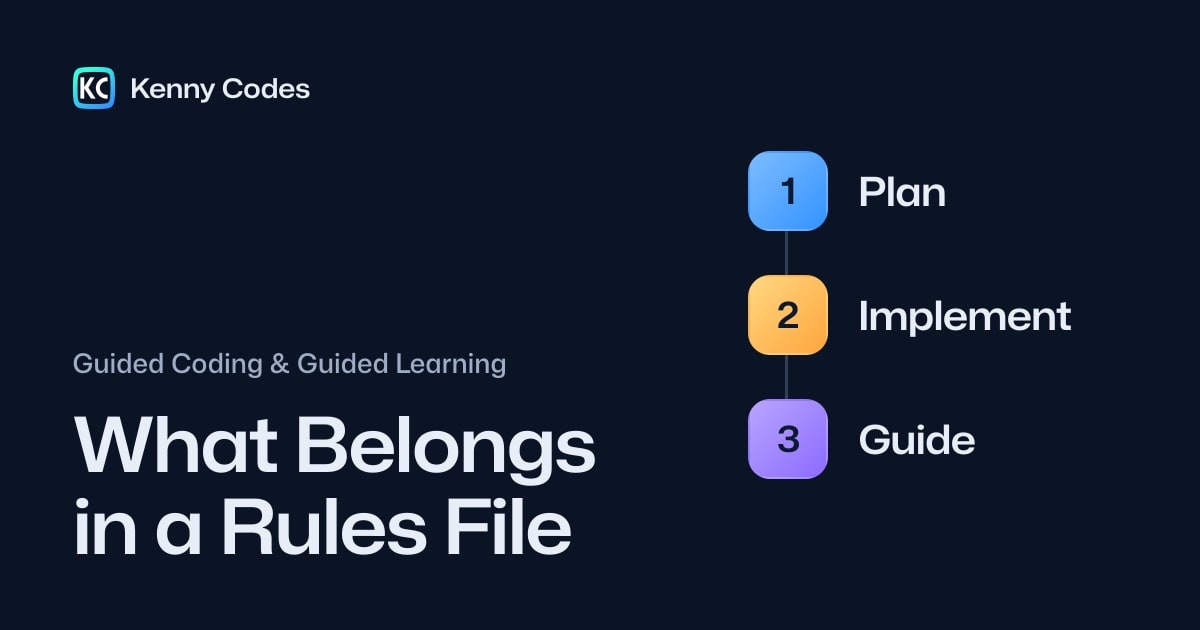 KC
Kenny Codes
Guided Coding & Guided Learning
What Belongs
in a Rules File
1
Plan
2
Implement
3
Guide